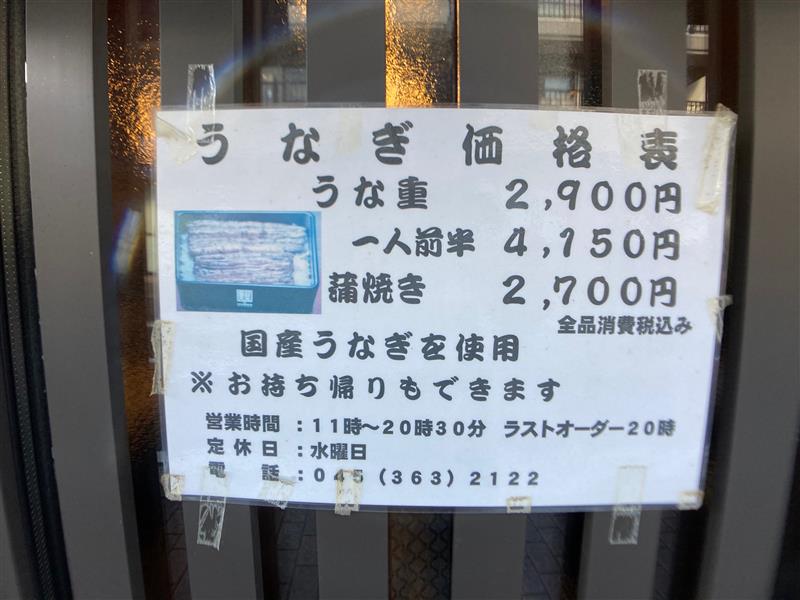 うなぎ価格表
うな重 2,900円
一人前半 4,150円
蒲焼き 2,700円
全品消費税込み
国産うなぎを使用
※お持ち帰りもできます
営業時間 : 11時～20時30分 ラストオーダー20時
定休日 : 水曜日
電話 : 045 (363) 2122